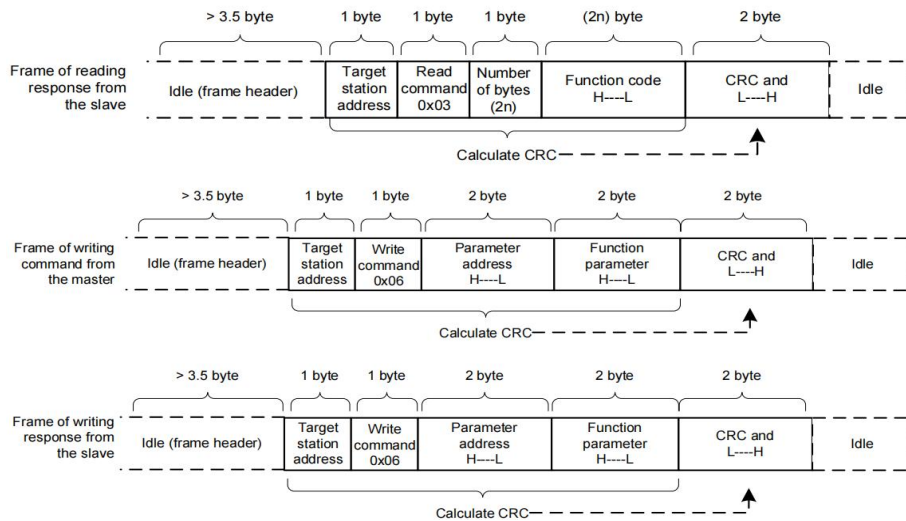 > 3.5 byte
1 byte
1 byte
1 byte
(2n) byte
2 byte
Frame of reading
response from
the slave
Idle (frame header)
Target
station
address
Read
command
0x03
Number
of bytes
(2n)
Function code
H----L
CRC and
L----H
Idle
Calculate CRC
> 3.5 byte
1 byte
1 byte
2 byte
2 byte
2 byte
Frame of writing
command from
the master
Idle (frame header)
Target
station
address
Write
command
0x06
Parameter
address
H----L
Function
parameter
H----L
CRC and
L----H
Idle
Calculate CRC
> 3.5 byte
1 byte
1 byte
2 byte
2 byte
2 byte
Frame of writing
response from
the slave
Idle (frame header)
Target
station
address
Write
command
0x06
Parameter
address
H----L
Function
parameter
H----L
CRC and
L----H
Idle
Calculate CRC